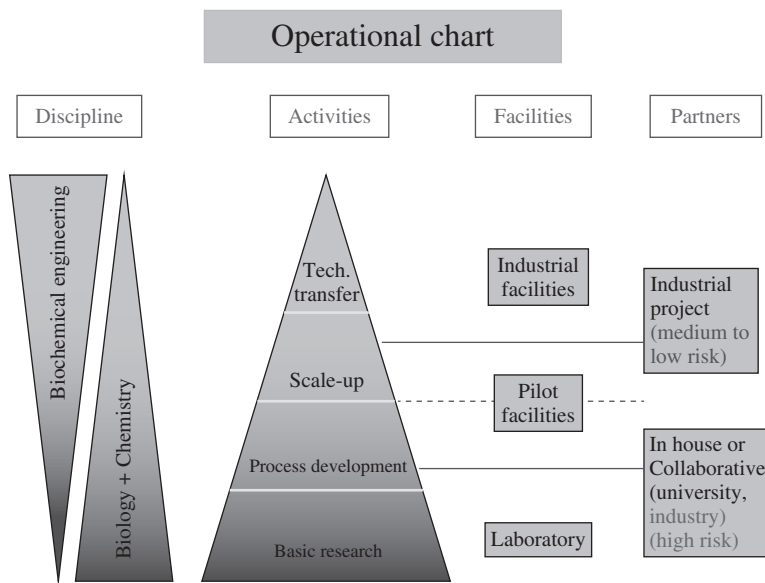 Operational chart
Discipline
Activities
Facilities
Partners
Biochemical engineering
Biology + Chemistry
Tech.
transfer
Scale-up
Process development
Basic research
Industrial
facilities
Pilot
facilities
Laboratory
Industrial
project
(medium to
low risk)
In house or
Collaborative
(university,
industry)
(high risk)